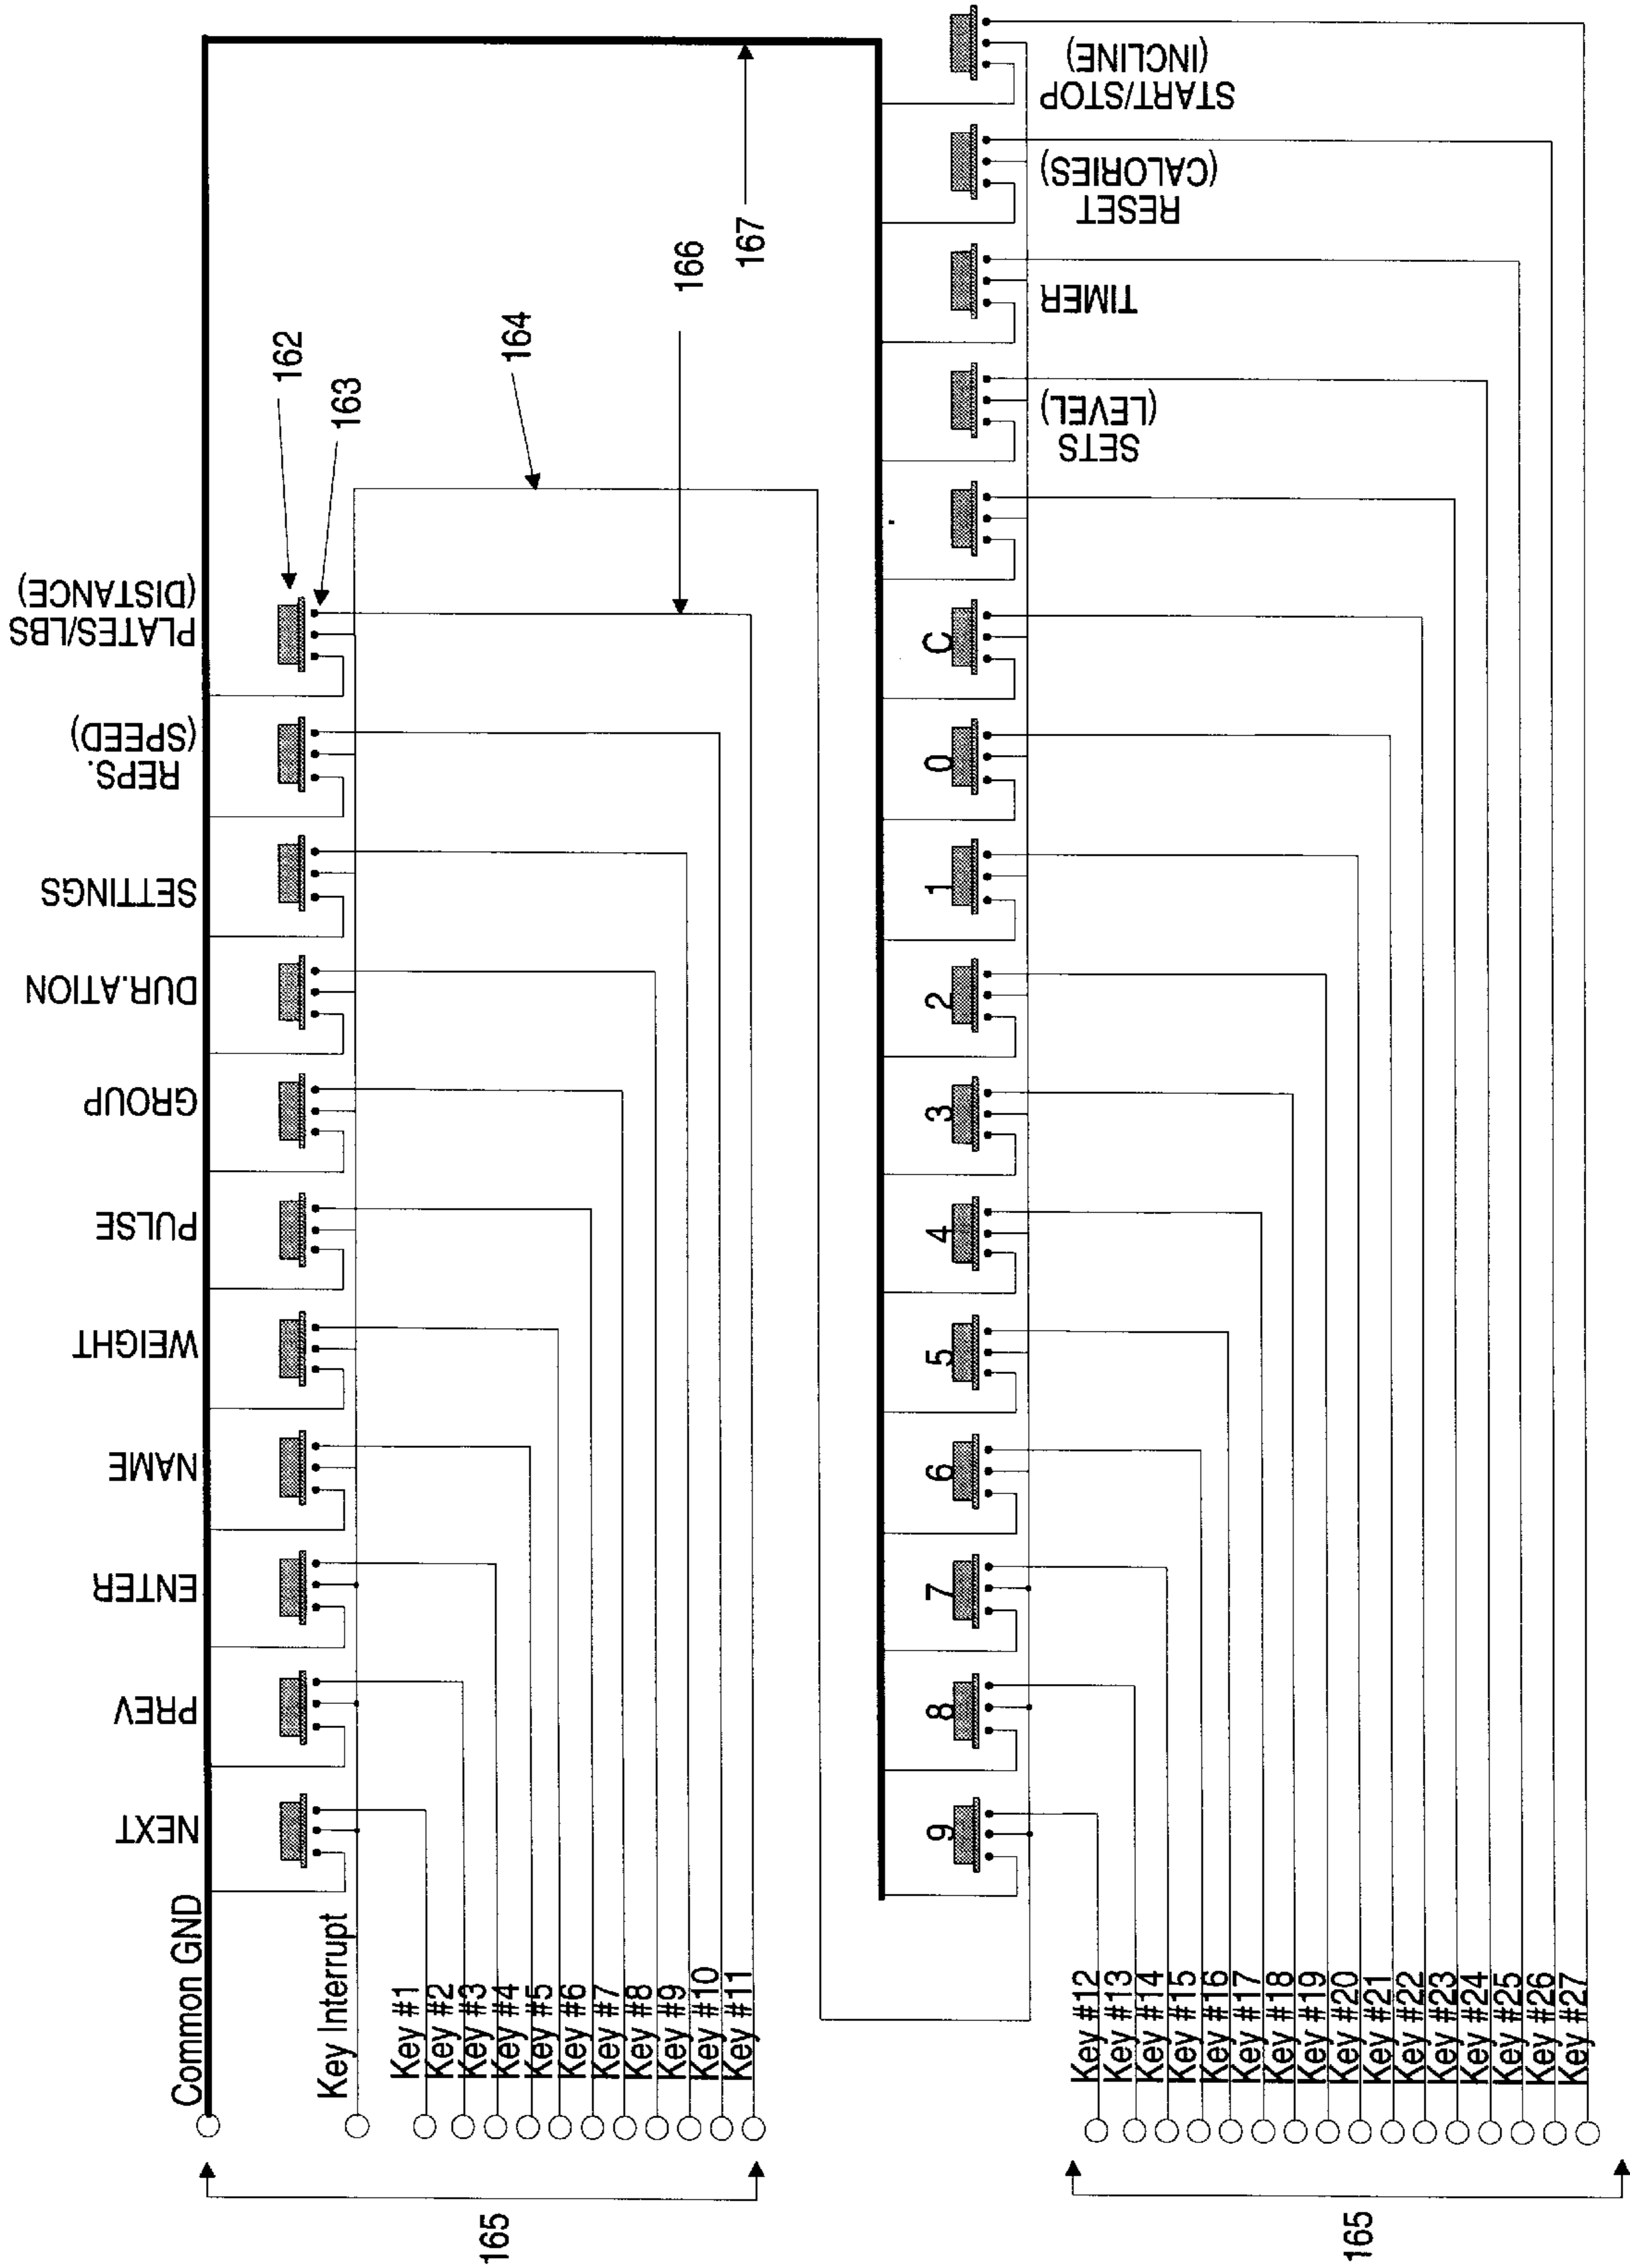 Common GND
NEXT
PREV
ENTER
NAME
WEIGHT
PULSE
GROUP
DUR.ATION
SETTINGS
REPS.
(SPEED)
PLATES/LBS
(DISTANCE)
162
163
164
166
167
Key Interrupt
Key #1
Key #2
Key #3
Key #4
Key #5
Key #6
Key #7
Key #8
Key #9
Key #10
Key #11
165
9
8
7
6
5
4
3
2
1
0
C
SETS
(LEVEL)
TIMER
RESET
(CALORIES)
START/STOP
(INCLINE)
Key #12
Key #13
Key #14
Key #15
Key #16
Key #17
Key #18
Key #19
Key #20
Key #21
Key #22
Key #23
Key #24
Key #25
Key #26
Key #27
165